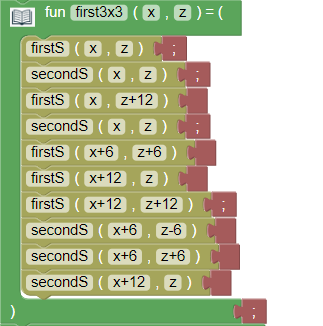 fun first3x3 ( x , z ) = (
firstS ( x , z ) ;
secondS ( x , z ) ;
firstS ( x , z+12 )
secondS ( x , z ) ;
firstS ( x+6 , z+6 )
firstS ( x+12 , z )
firstS ( x+12 , z+12 ) ;
secondS ( x+6 , z-6 ) ;
secondS ( x+6 , z+6 ) ;
secondS ( x+12 , z )
) ;